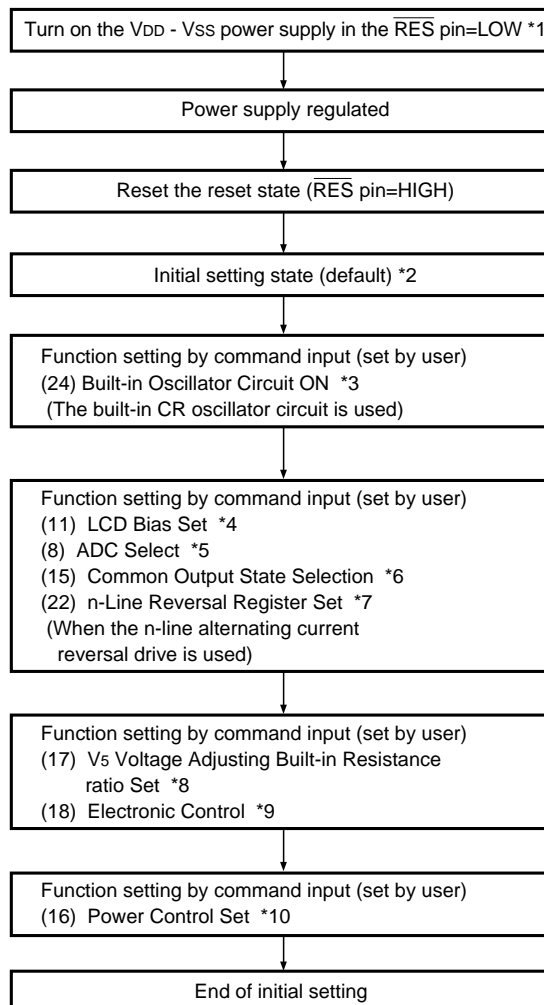 Turn on the VDD - VSS power supply in the RES pin=LOW *1
Power supply regulated
Reset the reset state (RES pin=HIGH)
Initial setting state (default) *2
Function setting by command input (set by user)
(24) Built-in Oscillator Circuit ON *3
(The built-in CR oscillator circuit is used)
Function setting by command input (set by user)
(11) LCD Bias Set *4
(8) ADC Select *5
(15) Common Output State Selection *6
(22) n-Line Reversal Register Set *7
(When the n-line alternating current
reversal drive is used)
Function setting by command input (set by user)
(17) V5 Voltage Adjusting Built-in Resistance
ratio Set *8
(18) Electronic Control *9
Function setting by command input (set by user)
(16) Power Control Set *10
End of initial setting